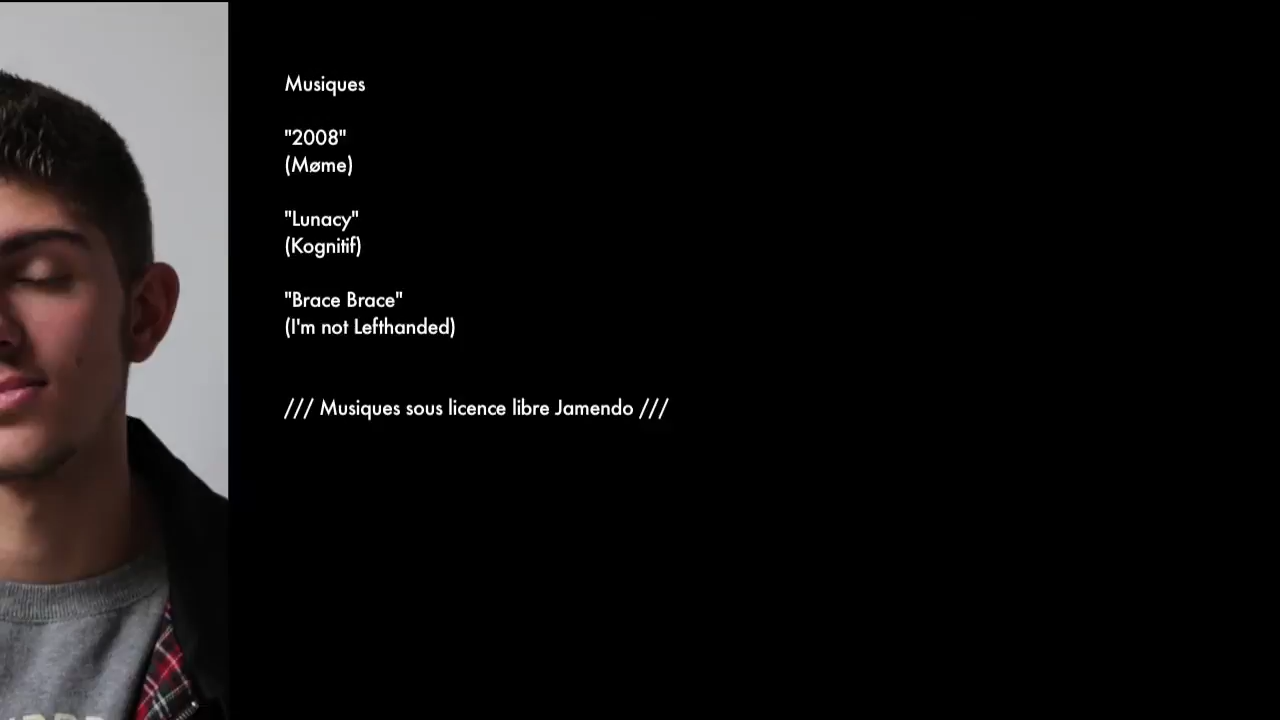 Musiques
"2008"
(Møme)
"Lunacy"
(Kognitif)
"Brace Brace"
(I'm not Lefthanded)
/// Musiques sous licence libre Jamendo ///